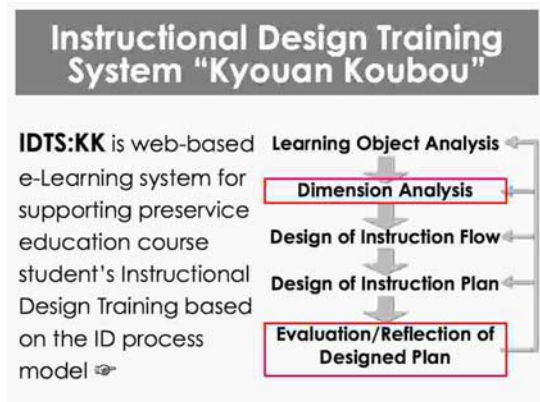 Instructional Design Training
System “Kyouan Koubou”
IDTS:KK is web-based
e-Learning system for
supporting preservice
education course
student’s Instructional
Design Training based
on the ID process
model ☞
Learning Object Analysis
Dimension Analysis
Design of Instruction Flow
Design of Instruction Plan
Evaluation/Reflection of
Designed Plan